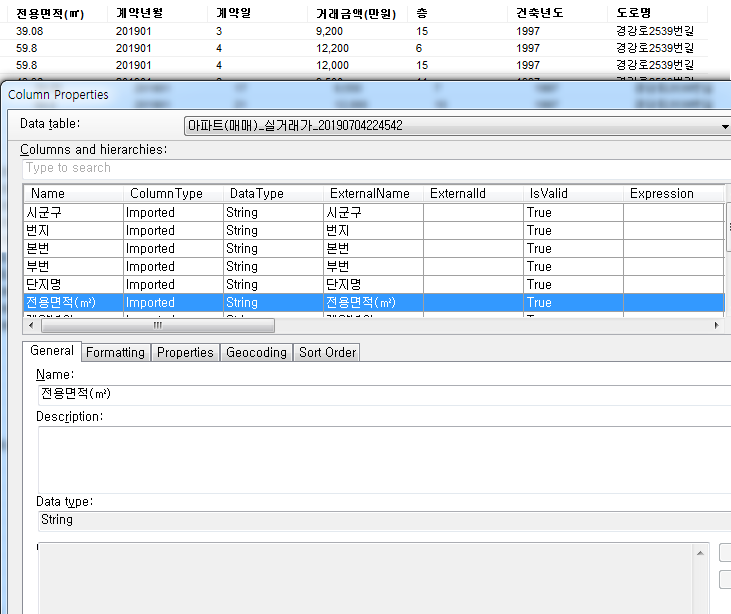 전용면적(㎡) 계약년월 계약일 거래금액(만원) 층 건축년도 도로명
39.08 201901 3 9,200 15 1997 경강로2539번길
59.8 201901 4 12,200 6 1997 경강로2539번길
59.8 201901 4 12,000 15 1997 경강로2539번길
Column Properties
Data table: 아파트(매매)_실거래가_20190704224542
Columns and hierarchies:
Type to search
Name ColumnType DataType ExternalName ExternalId IsValid Expression
시군구 Imported String 시군구 True
번지 Imported String 번지 True
본번 Imported String 본번 True
부번 Imported String 부번 True
단지명 Imported String 단지명 True
전용면적(㎡) Imported String 전용면적(㎡) True
General Formatting Properties Geocoding Sort Order
Name:
전용면적(㎡)
Description:
Data type:
String